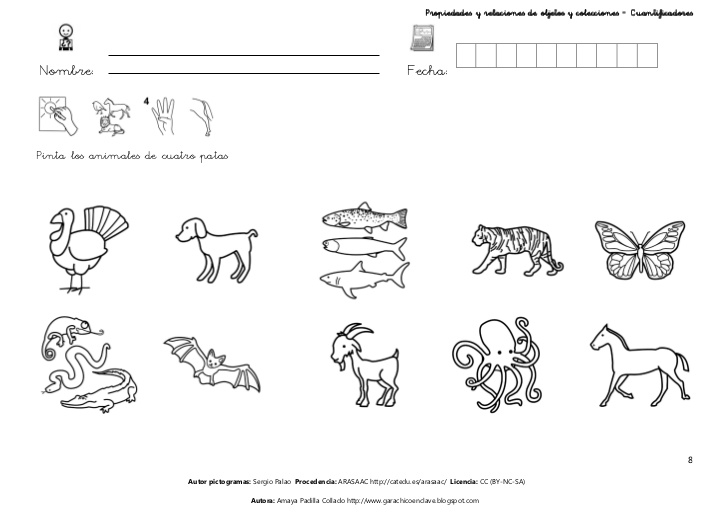 Propiedades y relaciones de objetos y colecciones - Cuantificadores
Nombre:
Fecha:
4
Pinta los animales de cuatro patas
8
Autor pictogramas: Sergio Palao Procedencia: ARASAAC http://catedu.es/arasaac/ Licencia: CC (BY-NC-SA)
Autora: Amaya Padilla Collado http://www.garachicoenclave.blogspot.com